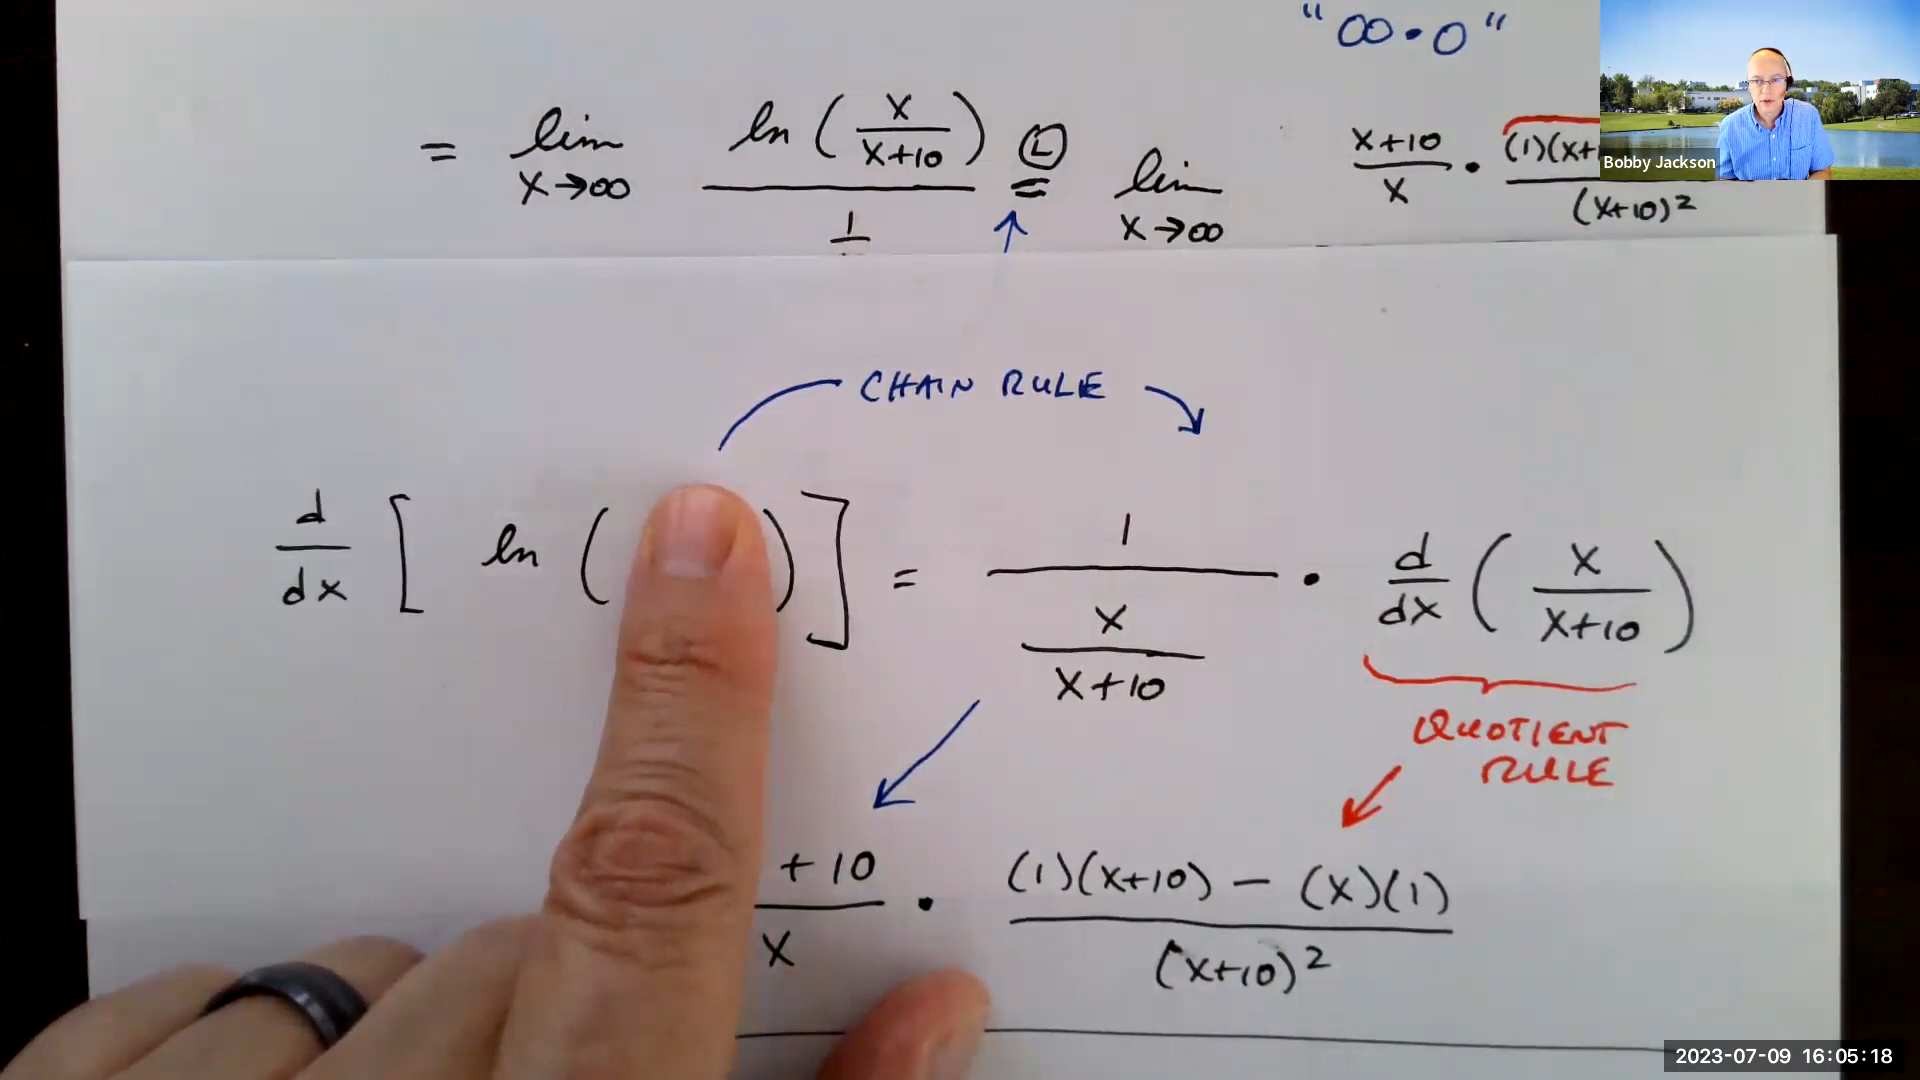 "∞·0"
= lim x→∞ ln(x/(x+10)) / 1 Ⓛ= lim x→∞ (x+10)/x · (1)(x+ / (x+10)²
Bobby Jackson
CHAIN RULE
d/dx [ ln ( ) ] = 1/(x/(x+10)) · d/dx (x/(x+10))
QUOTIENT
RULE
+10 / x · ((1)(x+10) − (x)(1)) / (x+10)²
2023-07-09 16:05:18